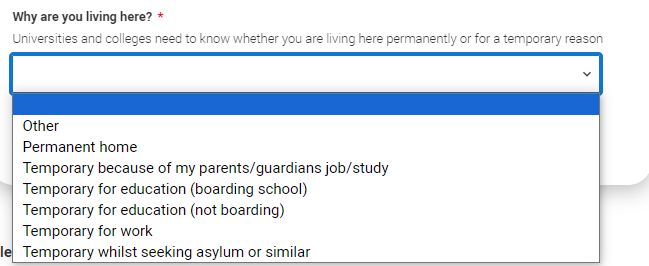 Why are you living here? *
Universities and colleges need to know whether you are living here permanently or for a temporary reason
Other
Permanent home
Temporary because of my parents/guardians job/study
Temporary for education (boarding school)
Temporary for education (not boarding)
Temporary for work
le
Temporary whilst seeking asylum or similar